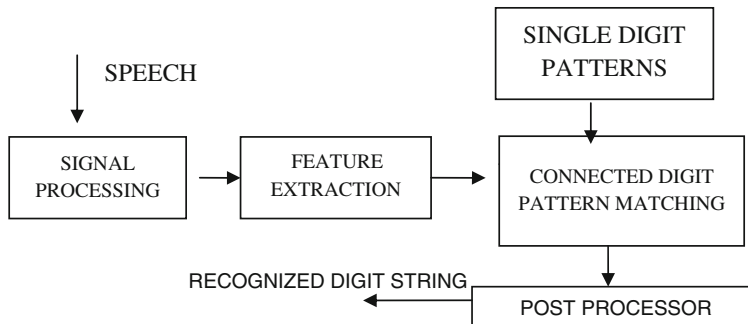 SINGLE DIGIT
PATTERNS
SPEECH
SIGNAL
PROCESSING
FEATURE
EXTRACTION
CONNECTED DIGIT
PATTERN MATCHING
RECOGNIZED DIGIT STRING
POST PROCESSOR